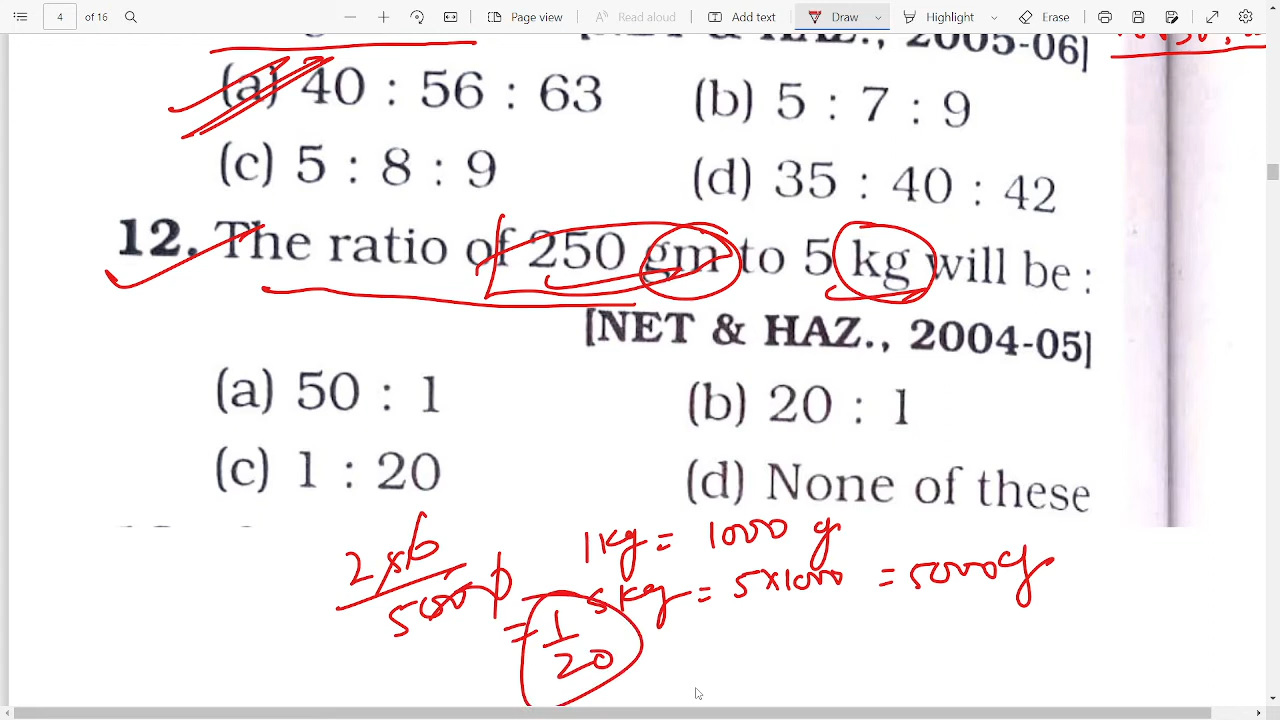 4 of 16 Page view Read aloud Add text Draw Highlight Erase
[NET & HAZ., 2005-06]
(a) 40 : 56 : 63 (b) 5 : 7 : 9
(c) 5 : 8 : 9 (d) 35 : 40 : 42
12. The ratio of 250 gm to 5 kg will be :
[NET & HAZ., 2004-05]
(a) 50 : 1 (b) 20 : 1
(c) 1 : 20 (d) None of these
1kg = 1000 g
5kg = 5×1000 = 5000g
= 1/20